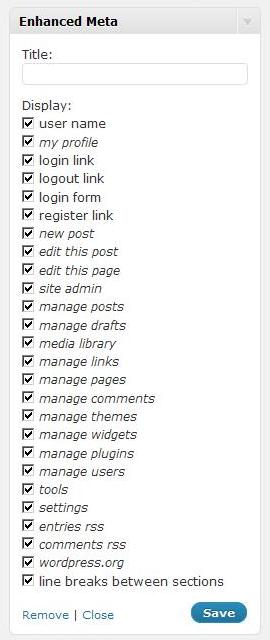 Enhanced Meta
Title:
Display:
user name
my profile
login link
logout link
login form
register link
new post
edit this post
edit this page
site admin
manage posts
manage drafts
media library
manage links
manage pages
manage comments
manage themes
manage widgets
manage plugins
manage users
tools
settings
entries rss
comments rss
wordpress.org
line breaks between sections
Remove | Close Save